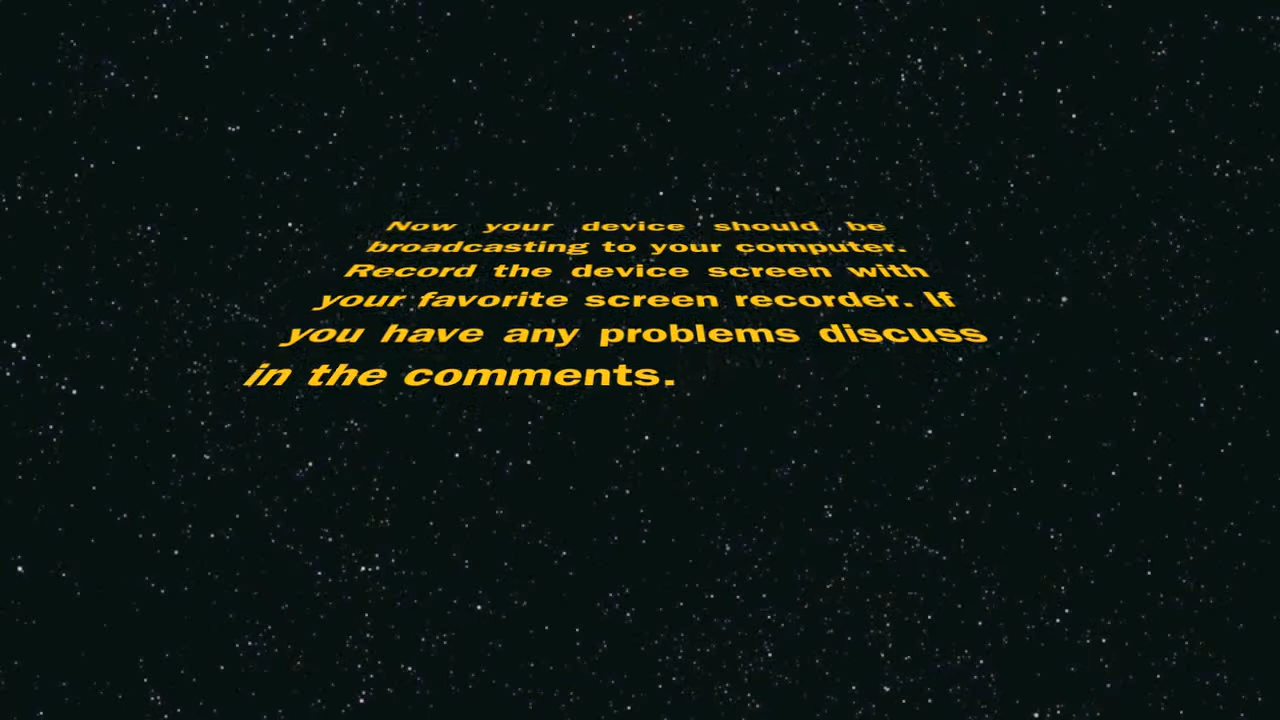 Now your device should be
broadcasting to your computer.
Record the device screen with
your favorite screen recorder. If
you have any problems discuss
in the comments.